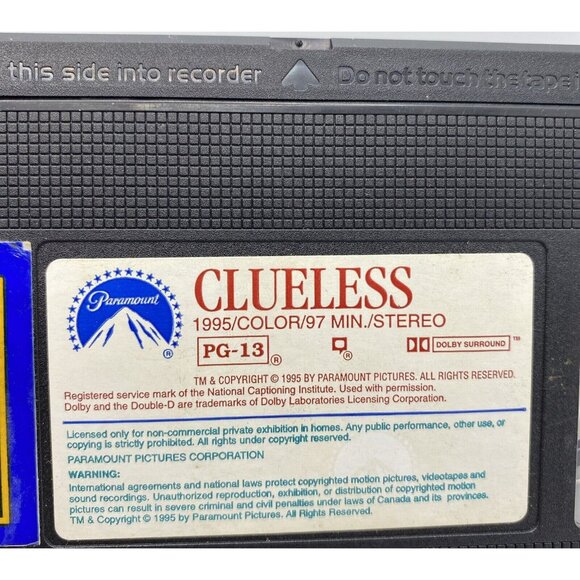 this side into recorder Do not touch the tape
Paramount
®
CLUELESS
1995/COLOR/97 MIN./STEREO
PG-13 ® ® DOLBY SURROUND ™
TM & COPYRIGHT © 1995 BY PARAMOUNT PICTURES. ALL RIGHTS RESERVED.
Registered service mark of the National Captioning Institute. Used with permission.
Dolby and the Double-D are trademarks of Dolby Laboratories Licensing Corporation.
Licensed only for non-commercial private exhibition in homes. Any public performance, other use, or
copying is strictly prohibited. All rights under copyright reserved.
PARAMOUNT PICTURES CORPORATION
WARNING:
International agreements and national laws protect copyrighted motion pictures, videotapes and
sound recordings. Unauthorized reproduction, exhibition, or distribution of copyrighted motion
pictures can result in severe criminal and civil penalties under laws of Canada and its provinces.
TM & Copyright © 1995 by Paramount Pictures. All rights reserved.